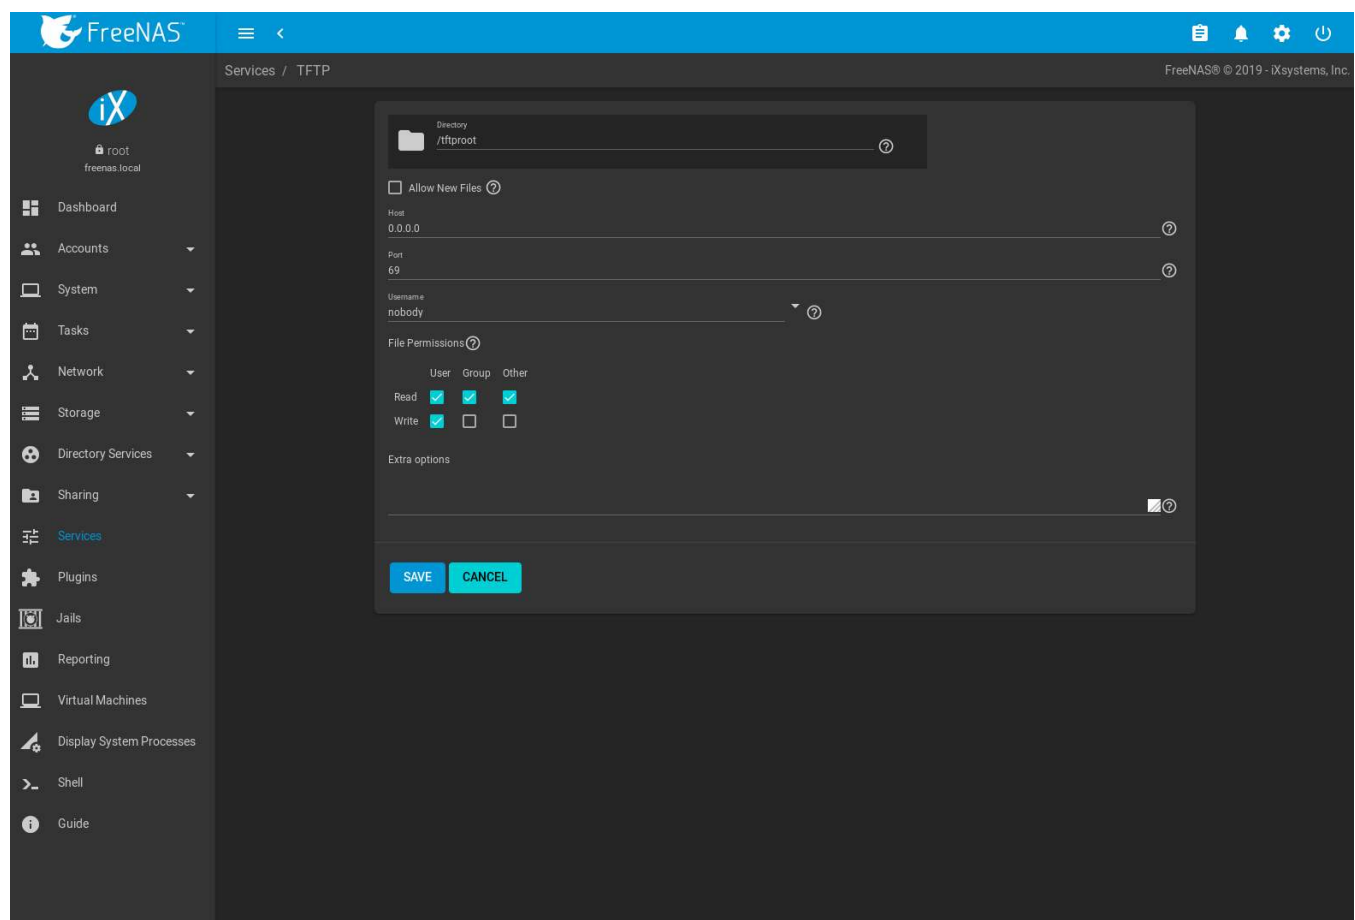 FreeNAS™
Services / TFTP
FreeNAS® © 2019 - iXsystems, Inc.
iX
root
freenas.local
Dashboard
Accounts
System
Tasks
Network
Storage
Directory Services
Sharing
Services
Plugins
Jails
Reporting
Virtual Machines
Display System Processes
Shell
Guide
Directory
/tftproot
Allow New Files
Host
0.0.0.0
Port
69
Username
nobody
File Permissions
User Group Other
Read
Write
Extra options
SAVE CANCEL